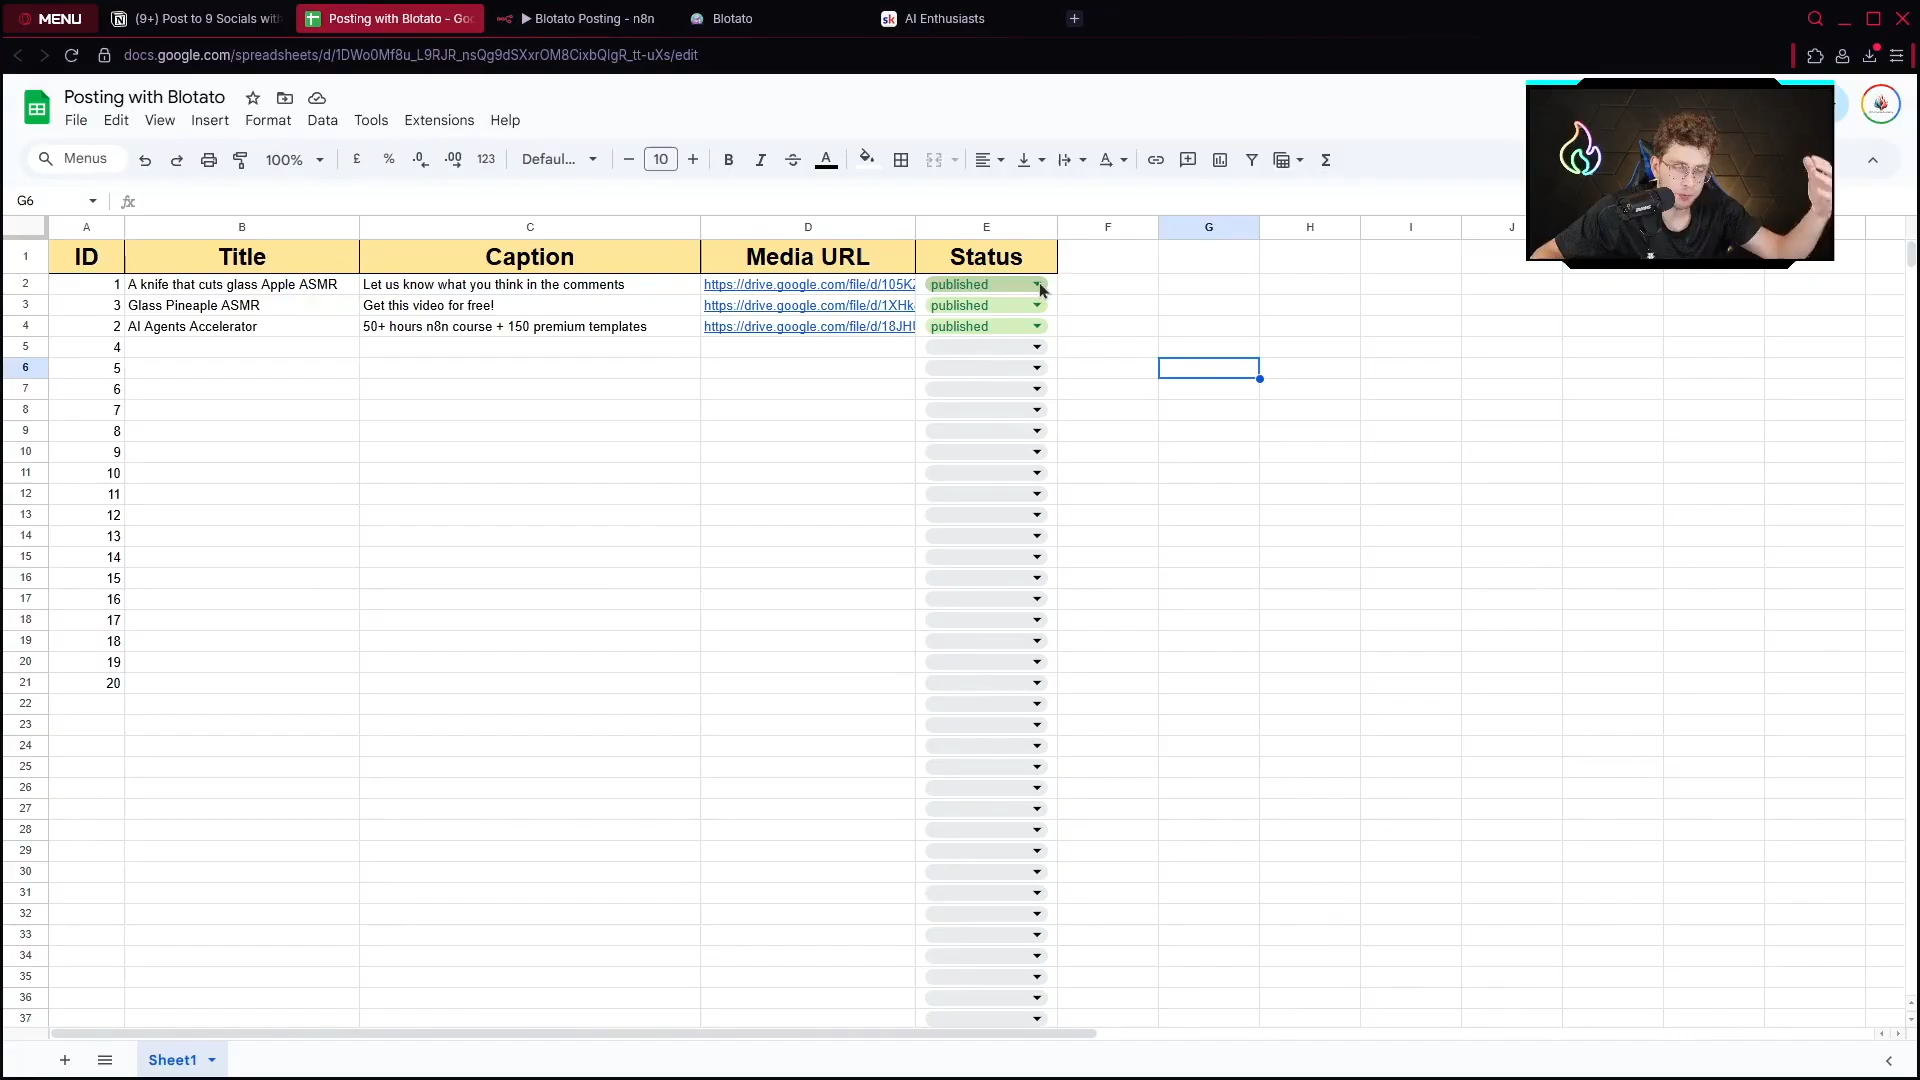 MENU (9+) Post to 9 Socials with Posting with Blotato - Goo Blotato Posting - n8n Blotato sk AI Enthusiasts
docs.google.com/spreadsheets/d/1DWo0Mf8u_L9RJR_nsQg9dSXxrOM8CixbQlgR_tt-uXs/edit
Posting with Blotato
File Edit View Insert Format Data Tools Extensions Help
Menus 100% £ % .0 .00 123 Defaul... 10 B I A
G6 fx
A B C D E F G H I J
1 ID Title Caption Media URL Status
2 1 A knife that cuts glass Apple ASMR Let us know what you think in the comments https://drive.google.com/file/d/105K published
3 3 Glass Pineaple ASMR Get this video for free! https://drive.google.com/file/d/1XHk published
4 2 AI Agents Accelerator 50+ hours n8n course + 150 premium templates https://drive.google.com/file/d/18JH published
5 4
6 5
7 6
8 7
9 8
10 9
11 10
12 11
13 12
14 13
15 14
16 15
17 16
18 17
19 18
20 19
21 20
22
23
24
25
26
27
28
29
30
31
32
33
34
35
36
37
Sheet1